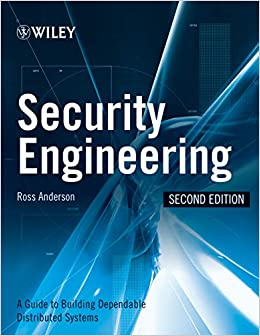 WILEY
Security
Engineering
SECOND EDITION
Ross Anderson
A Guide to Building Dependable
Distributed Systems